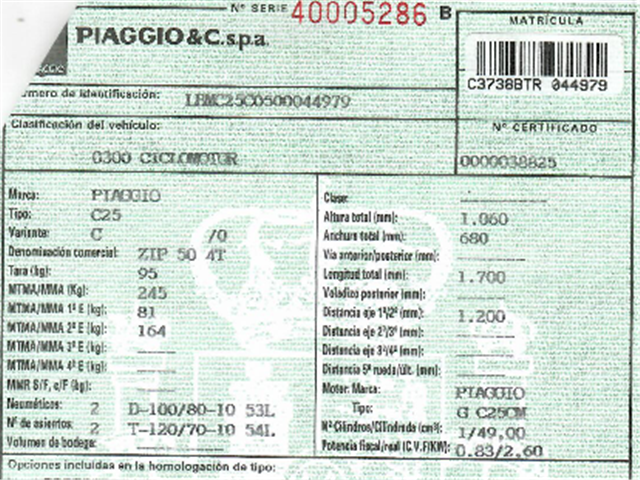 Nº SERIE 40005286 B
PIAGGIO & C. s.p.a.
MATRÍCULA
C3738BTR 044979
número de identificación: LBMC25C0500044979
Clasificación del vehículo:
0300 CICLOMOTOR
Nº CERTIFICADO
0000038825
Marca: PIAGGIO
Tipo: C25
Variante: C /0
Denominación comercial: ZIP 50 4T
Tara (kg): 95
MTMA/MMA (Kg): 245
MTMA/MMA 1º E (kg): 81
MTMA/MMA 2º E (kg): 164
MTMA/MMA 3º E (kg):
MTMA/MMA 4º E (kg):
MMR S/F, c/F (kg):
Neumáticos: 2 D-100/80-10 53L
Nº de asientos: 2 T-120/70-10 54L
Volumen de bodega:
Clase:
Altura total (mm): 1.060
Anchura total (mm): 680
Vía anterior/posterior (mm):
Longitud total (mm): 1.700
Voladizo posterior (mm):
Distancia eje 1º/2º (mm): 1.200
Distancia eje 2º/3º (mm):
Distancia eje 3º/4º (mm):
Distancia 5ª rueda/últ. (mm):
Motor: Marca: PIAGGIO
Tipo: G C25CM
Nº Cilindros/Cilindrada (cm³): 1/49,00
Potencia fiscal/real (C.V.F/KW): 0.83/2.60
Opciones incluidas en la homologación de tipo: